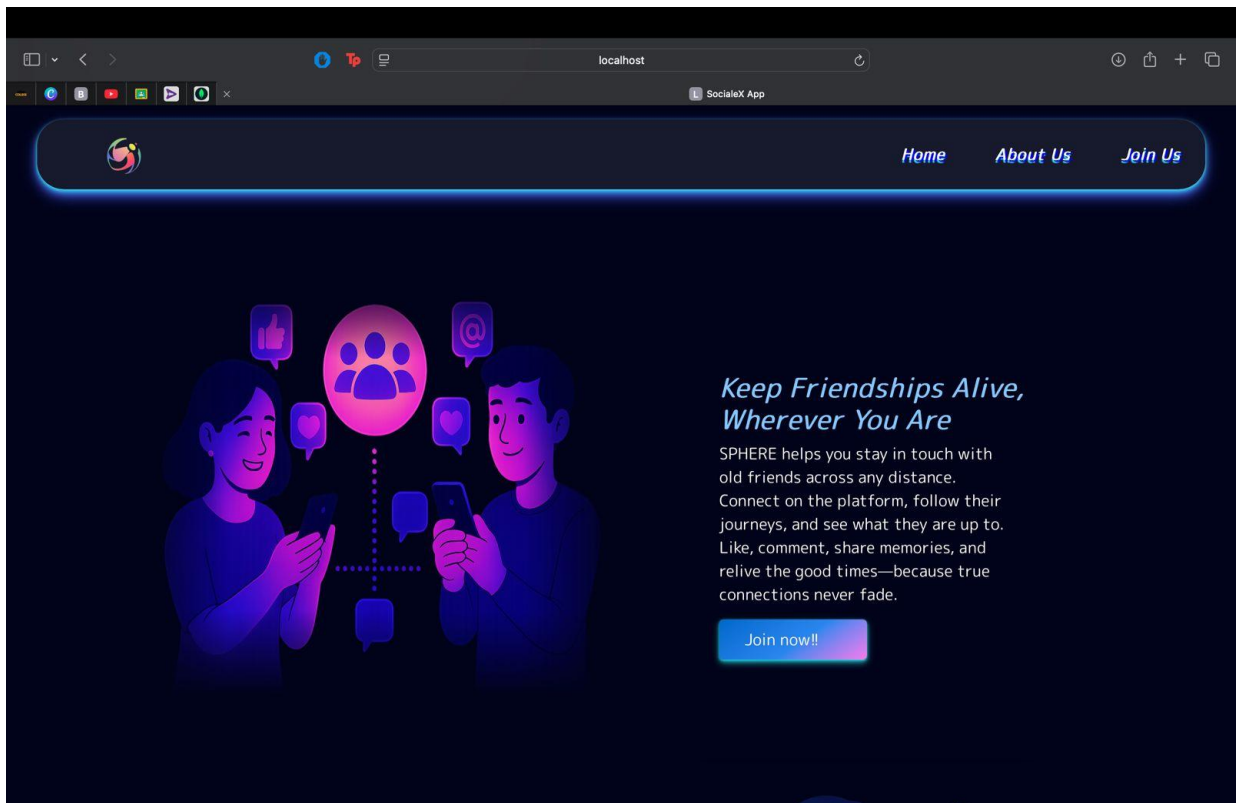 Tp
localhost
C
B
L SocialeX App
Home
About Us
Join Us
@
Keep Friendships Alive,
Wherever You Are
SPHERE helps you stay in touch with
old friends across any distance.
Connect on the platform, follow their
journeys, and see what they are up to.
Like, comment, share memories, and
relive the good times—because true
connections never fade.
Join now!!